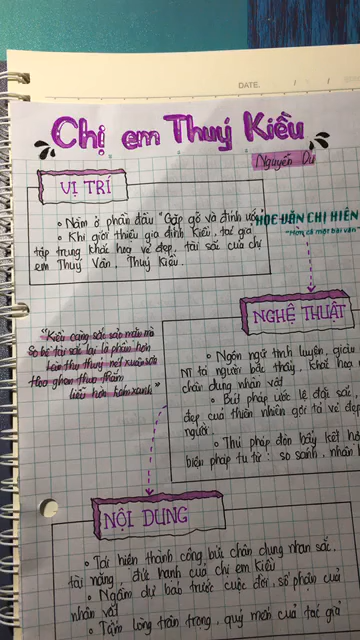 DATE / /
Chị em Thuý Kiều
Nguyễn Du
VỊ TRÍ
Nằm ở phần đầu "Gặp gỡ và đính ước"
Khi giới thiệu gia đình Kiều, tác giả
tập trung khắc hoạ vẻ đẹp, tài sắc của chị
em Thuý Vân, Thuý Kiều.
HỌC VĂN CHỊ HIÊN
"Hơn cả một bài văn
NGHỆ THUẬT
Ngôn ngữ tinh luyện, giàu
NT tả người bậc thầy, khắc hoạ
chân dung nhân vật
Bút pháp ước lệ, đối sải,
đẹp của thiên nhiên gợi tả vẻ đẹp
người.
Thủ pháp đòn bẩy kết hợ
biện pháp tu từ: so sánh, nhân
"Kiều càng sắc sảo mặn mà
So bề tài sắc lại là phần hơn
Làn thu thuỷ nét xuân sơn
Hoa ghen thua thắm
liễu hờn kém xanh"
NỘI DUNG
Tái hiện thành công bức chân dung nhan sắc,
tài năng, đức hạnh của chị em Kiều
Ngầm dự báo trước cuộc đời, số phận của
nhân vật
Tấm lòng trân trọng, quý mến của tác giả